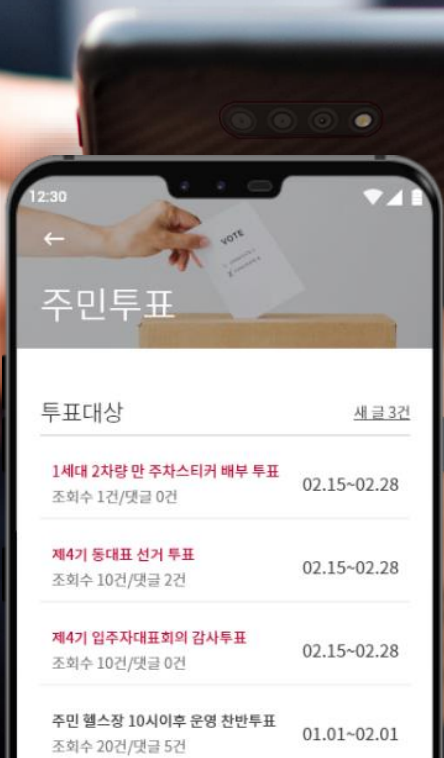 12:30
VOTE
주민투표
투표대상
새 글 3건
1세대 2차량 만 주차스티커 배부 투표
02.15~02.28
조회수 1건/댓글 0건
제4기 동대표 선거 투표
02.15~02.28
조회수 10건/댓글 2건
제4기 입주자대표회의 감사투표
02.15~02.28
조회수 10건/댓글 0건
주민 헬스장 10시이후 운영 찬반투표
01.01~02.01
조회수 20건/댓글 5건